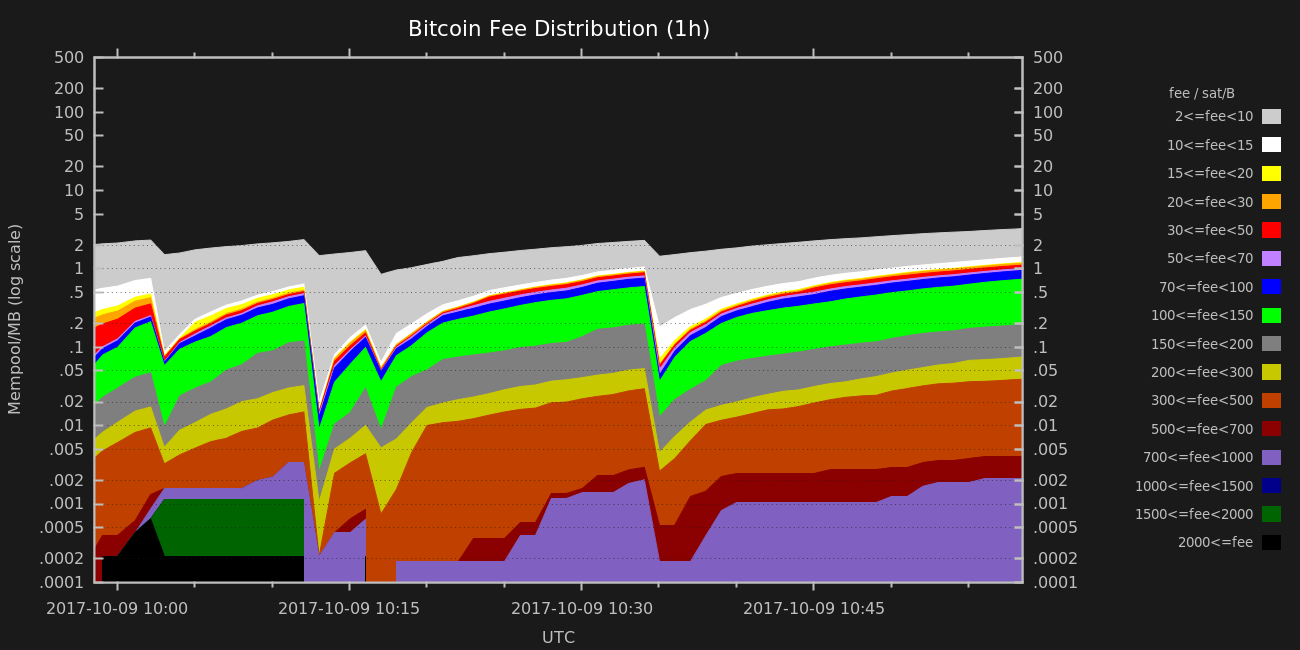 Bitcoin Fee Distribution (1h)
Mempool/MB (log scale)
500
200
100
50
20
10
5
2
1
.5
.2
.1
.05
.02
.01
.005
.002
.001
.0005
.0002
.0001
500
200
100
50
20
10
5
2
1
.5
.2
.1
.05
.02
.01
.005
.002
.001
.0005
.0002
.0001
2017-10-09 10:00
2017-10-09 10:15
2017-10-09 10:30
2017-10-09 10:45
UTC
fee / sat/B
2<=fee<10
10<=fee<15
15<=fee<20
20<=fee<30
30<=fee<50
50<=fee<70
70<=fee<100
100<=fee<150
150<=fee<200
200<=fee<300
300<=fee<500
500<=fee<700
700<=fee<1000
1000<=fee<1500
1500<=fee<2000
2000<=fee